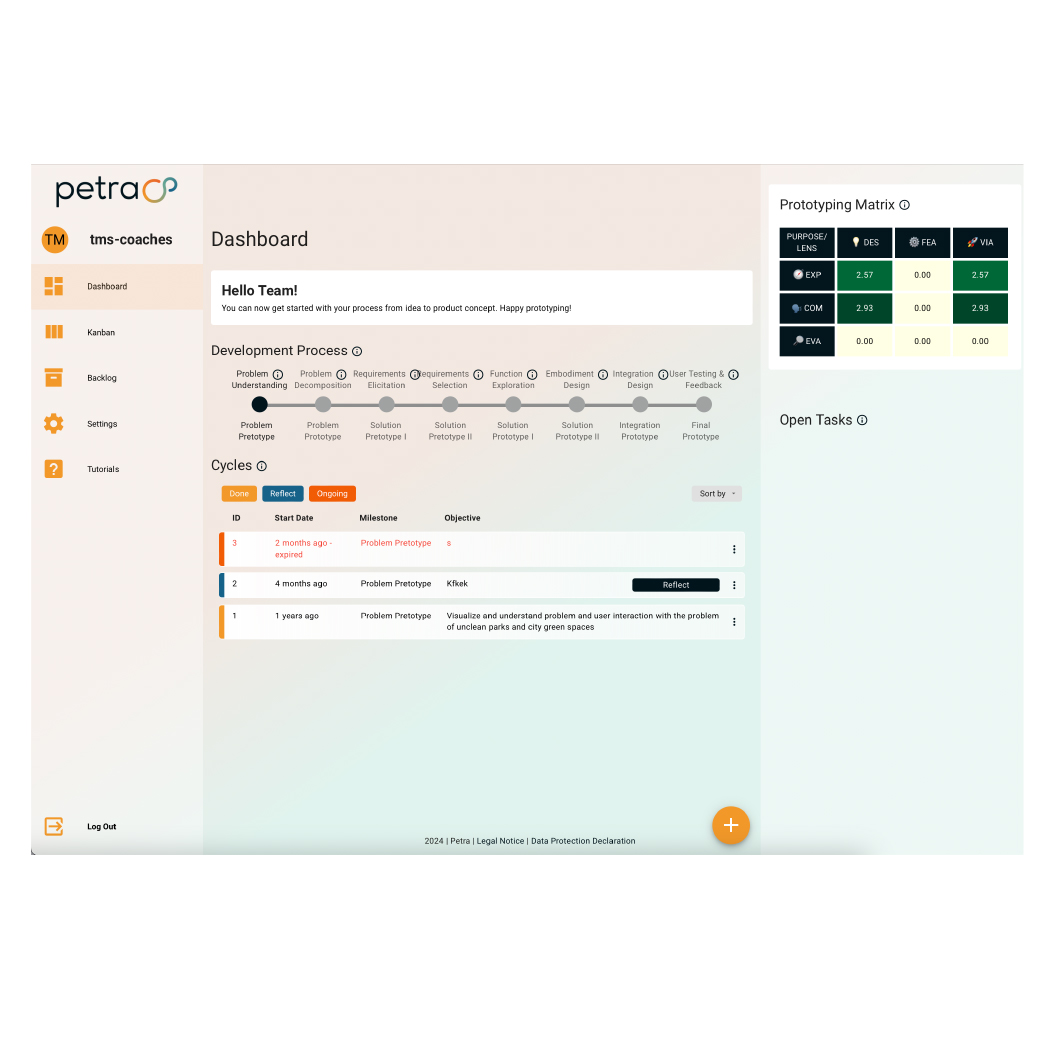 petra
TM
tms-coaches
Dashboard
Kanban
Backlog
Settings
Tutorials
Log Out
Dashboard
Hello Team!
You can now get started with your process from idea to product concept. Happy prototyping!
Development Process
Problem Understanding
Problem Decomposition
Requirements Elicitation
Requirements Selection
Function Exploration
Embodiment Design
Integration Design
User Testing & Feedback
Problem Pretotype
Problem Prototype
Solution Pretotype I
Solution Pretotype II
Solution Prototype I
Solution Prototype II
Integration Prototype
Final Prototype
Cycles
Done Reflect Ongoing Sort by
ID Start Date Milestone Objective
3 2 months ago - Problem Pretotype s
expired
2 4 months ago Problem Pretotype Kfkek Reflect
1 1 years ago Problem Pretotype Visualize and understand problem and user interaction with the problem
of unclean parks and city green spaces
2024 | Petra | Legal Notice | Data Protection Declaration
Prototyping Matrix
PURPOSE/
LENS DES FEA VIA
EXP 2.57 0.00 2.57
COM 2.93 0.00 2.93
EVA 0.00 0.00 0.00
Open Tasks